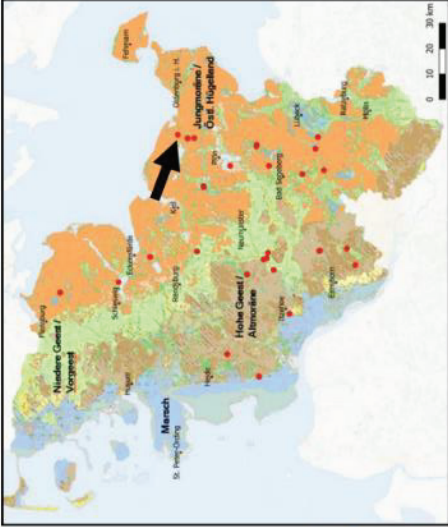 Flensburg
Niedere Geest /
Vorgeest
Schleswig
Eckernförde
Husum
Fehmarn
Oldenburg i. H.
Kiel
Jungmoräne /
Östl. Hügelland
Rendsburg
Plön
St. Peter-Ording
Marsch
Heide
Neumünster
Hohe Geest /
Altmoräne
Bad Segeberg
Lübeck
Itzehoe
Ratzeburg
Mölln
Elmshorn
0 10 20 30 km